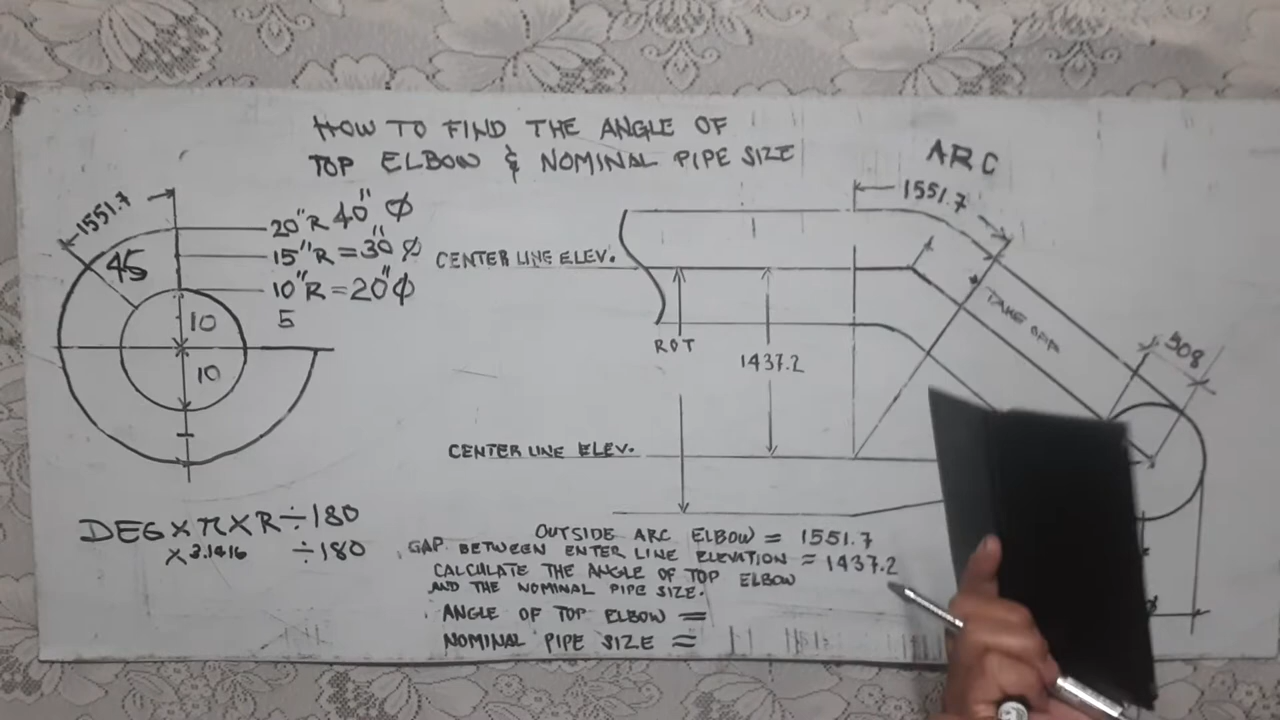 HOW TO FIND THE ANGLE OF
TOP ELBOW & NOMINAL PIPE SIZE
1551.7
45
20"R 40" Ø
15"R = 30" Ø
10"R = 20" Ø
5
10
10
DEG X π X R ÷ 180
X 3.1416 ÷ 180
ARC
1551.7
CENTER LINE ELEV.
TAKE OFF
508
ROT
1437.2
CENTER LINE ELEV.
OUTSIDE ARC ELBOW = 1551.7
GAP BETWEEN ENTER LINE ELEVATION = 1437.2
CALCULATE THE ANGLE OF TOP ELBOW
AND THE NOMINAL PIPE SIZE.
ANGLE OF TOP ELBOW =
NOMINAL PIPE SIZE =